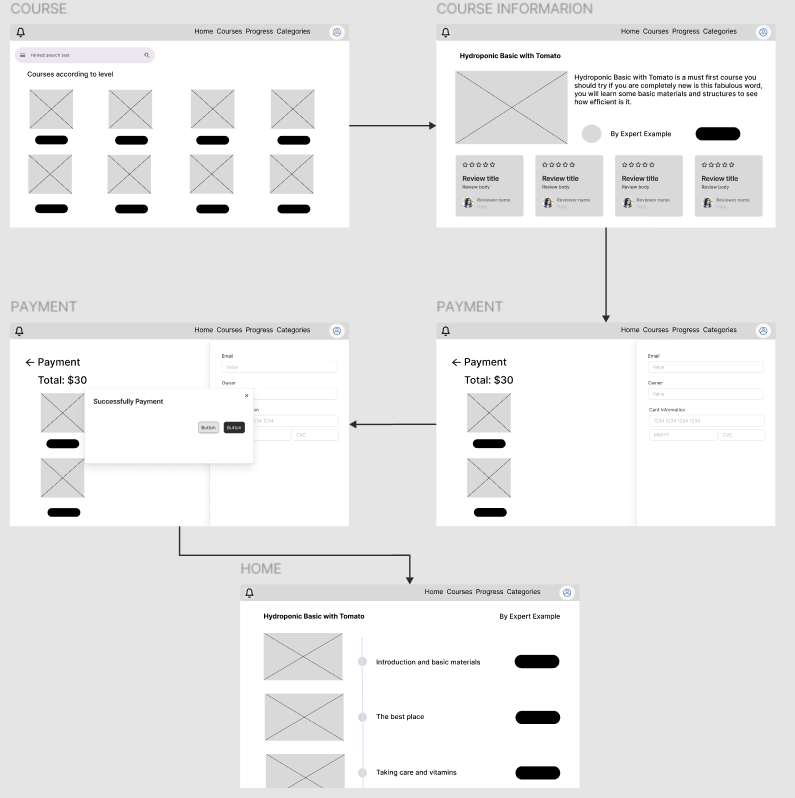 COURSE
Home Courses Progress Categories
Hinted search text
Courses according to level
COURSE INFORMARION
Home Courses Progress Categories
Hydroponic Basic with Tomato
Hydroponic Basic with Tomato is a must first course you
should try if you are completely new is this fabulous word,
you will learn some basic materials and structures to see
how efficient is it.
By Expert Example
Review title
Review body
Reviewer name
Date
Review title
Review body
Reviewer name
Date
Review title
Review body
Reviewer name
Date
Review title
Review body
Reviewer name
Date
PAYMENT
Home Courses Progress Categories
Payment
Total: $30
Email
Value
Owner
Successfully Payment
Button
Button
on
234 1234
CVC
PAYMENT
Home Courses Progress Categories
Payment
Total: $30
Email
Value
Owner
Value
Card Information
1234 1234 1234 1234
MM/YY
CVC
HOME
Home Courses Progress Categories
Hydroponic Basic with Tomato
By Expert Example
Introduction and basic materials
The best place
Taking care and vitamins